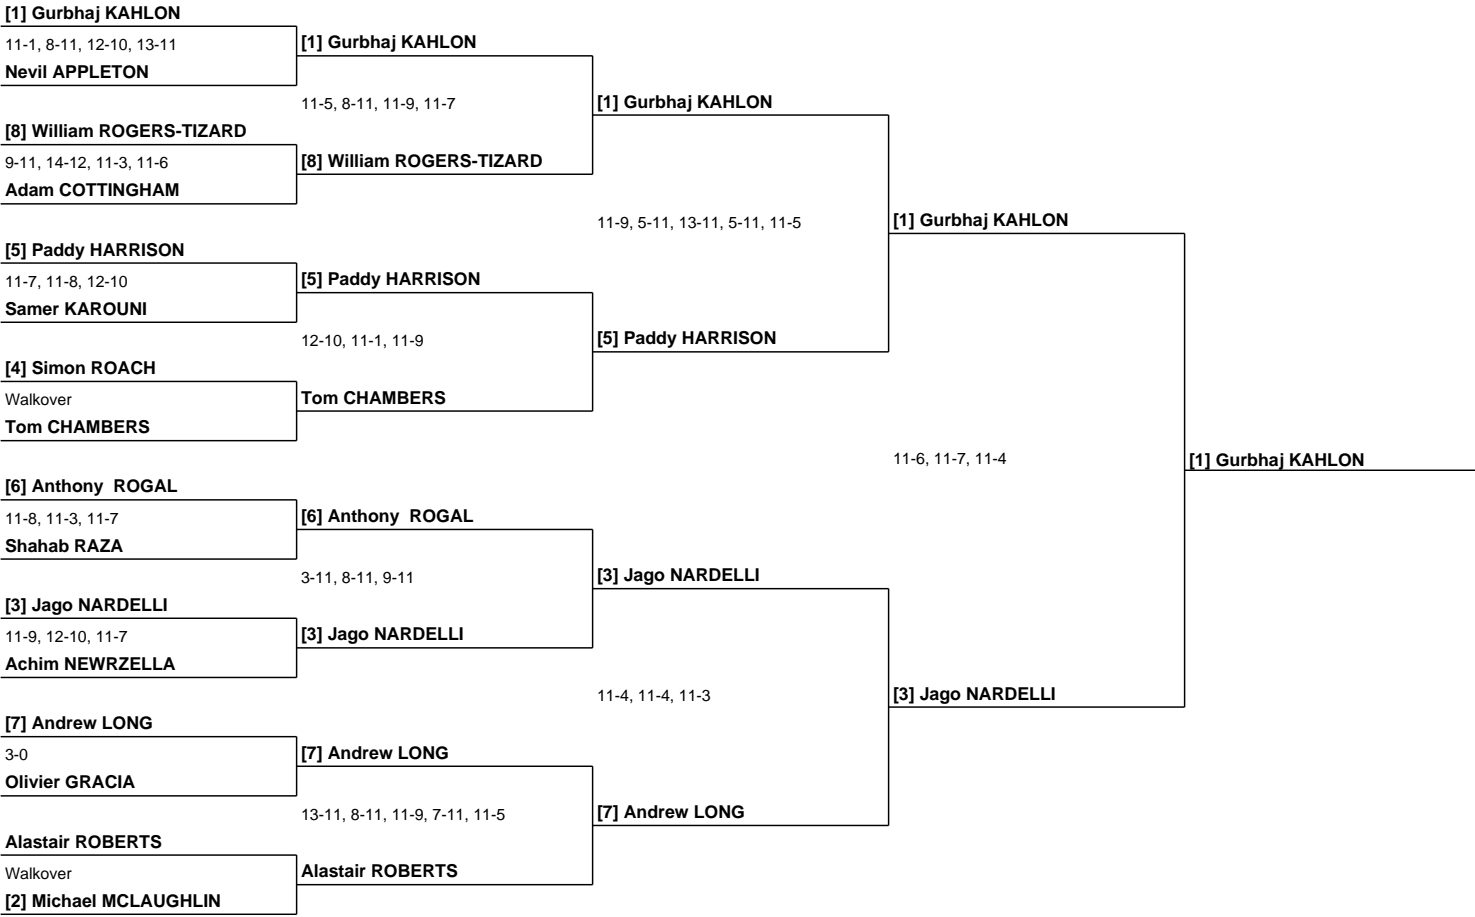 [1] Gurbhaj KAHLON
11-1, 8-11, 12-10, 13-11
Nevil APPLETON
[8] William ROGERS-TIZARD
9-11, 14-12, 11-3, 11-6
Adam COTTINGHAM
[5] Paddy HARRISON
11-7, 11-8, 12-10
Samer KAROUNI
[4] Simon ROACH
Walkover
Tom CHAMBERS
[6] Anthony  ROGAL
11-8, 11-3, 11-7
Shahab RAZA
[3] Jago NARDELLI
11-9, 12-10, 11-7
Achim NEWRZELLA
[7] Andrew LONG
3-0
Olivier GRACIA
Alastair ROBERTS
Walkover
[2] Michael MCLAUGHLIN
[1] Gurbhaj KAHLON
11-5, 8-11, 11-9, 11-7
[8] William ROGERS-TIZARD
[5] Paddy HARRISON
12-10, 11-1, 11-9
Tom CHAMBERS
[6] Anthony  ROGAL
3-11, 8-11, 9-11
[3] Jago NARDELLI
[7] Andrew LONG
13-11, 8-11, 11-9, 7-11, 11-5
Alastair ROBERTS
[1] Gurbhaj KAHLON
11-9, 5-11, 13-11, 5-11, 11-5
[5] Paddy HARRISON
[3] Jago NARDELLI
11-4, 11-4, 11-3
[7] Andrew LONG
[1] Gurbhaj KAHLON
11-6, 11-7, 11-4
[3] Jago NARDELLI
[1] Gurbhaj KAHLON